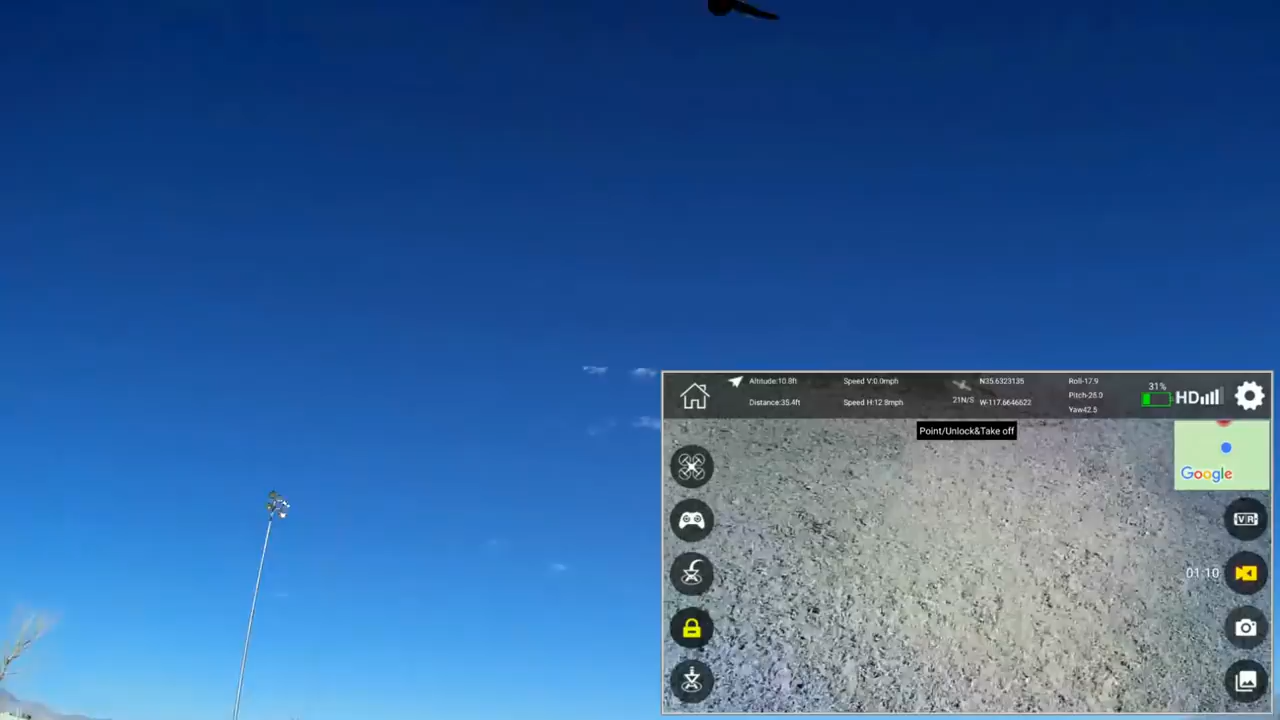 Altitude:10.8ft
Speed V:0.0mph
N35.6323135
Roll-17.9
31%
HD
Distance:35.4ft
Speed H:12.9mph
21N/S
W-117.6646622
Pitch-25.0
Yaw42.5
Point/Unlock&Take off
Google
VR
01:10